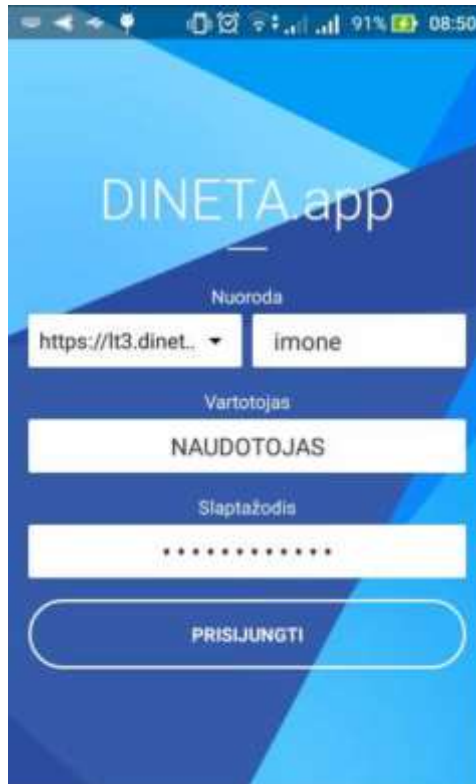 91% 08:50
DINETA.app
Nuoroda
https://lt3.dinet.. imone
Vartotojas
NAUDOTOJAS
Slaptažodis
••••••••••••
PRISIJUNGTI